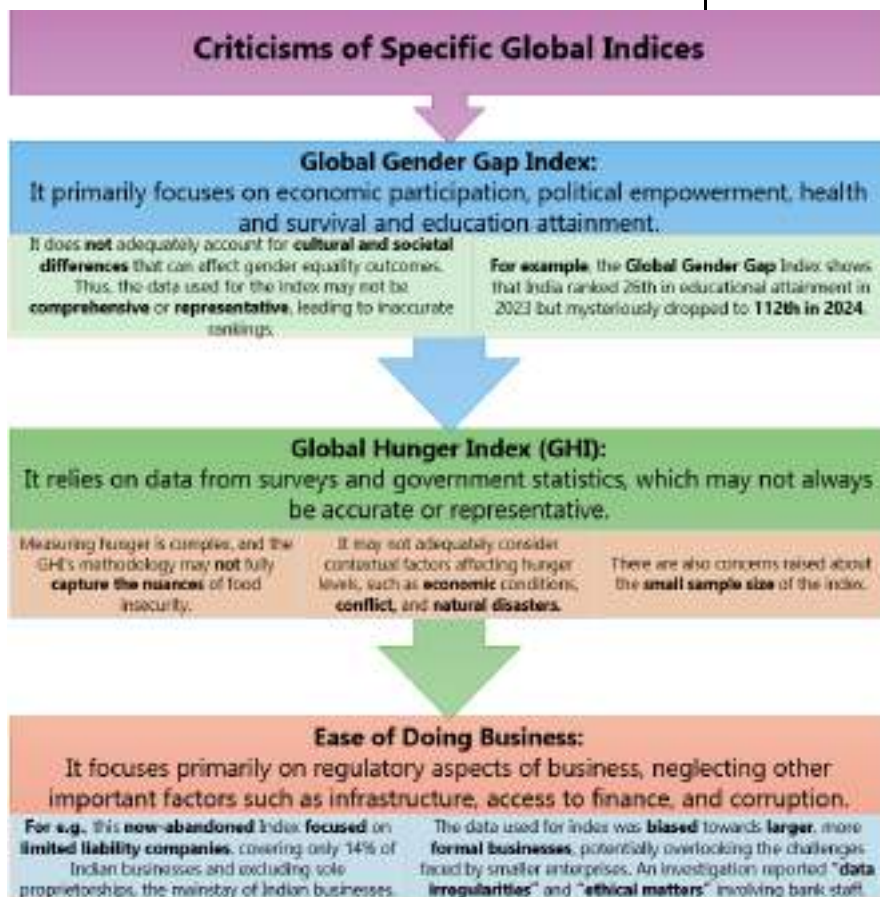 Criticisms of Specific Global Indices
Global Gender Gap Index:
It primarily focuses on economic participation, political empowerment, health
and survival and education attainment.
It does not adequately account for cultural and societal
differences that can affect gender equality outcomes.
Thus, the data used for the index may not be
comprehensive or representative, leading to inaccurate
rankings.
For example, the Global Gender Gap Index shows
that India ranked 26th in educational attainment in
2023 but mysteriously dropped to 112th in 2024.
Global Hunger Index (GHI):
It relies on data from surveys and government statistics, which may not always
be accurate or representative.
Measuring hunger is complex, and the
GHI's methodology may not fully
capture the nuances of food
insecurity.
It may not adequately consider
contextual factors affecting hunger
levels, such as economic conditions,
conflict, and natural disasters.
There are also concerns raised about
the small sample size of the index.
Ease of Doing Business:
It focuses primarily on regulatory aspects of business, neglecting other
important factors such as infrastructure, access to finance, and corruption.
For e.g., this now-abandoned Index focused on
limited liability companies, covering only 14% of
Indian businesses and excluding sole
proprietorships, the mainstay of Indian businesses.
The data used for index was biased towards larger, more
formal businesses, potentially overlooking the challenges
faced by smaller enterprises. An investigation reported "data
irregularities" and "ethical matters" involving bank staff.